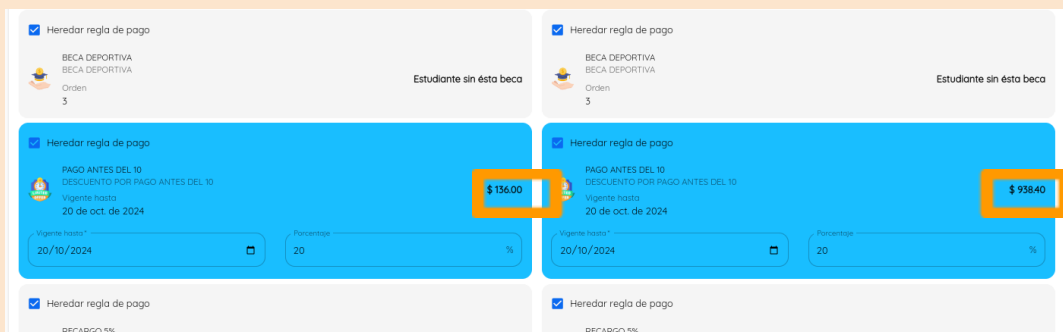 Heredar regla de pago
BECA DEPORTIVA
BECA DEPORTIVA
Orden
3
Estudiante sin ésta beca
Heredar regla de pago
PAGO ANTES DEL 10
DESCUENTO POR PAGO ANTES DEL 10
Vigente hasta
20 de oct. de 2024
$ 136.00
Vigente hasta *
20/10/2024
Porcentaje
20 %
Heredar regla de pago
RECARGO 5%
Heredar regla de pago
BECA DEPORTIVA
BECA DEPORTIVA
Orden
3
Estudiante sin ésta beca
Heredar regla de pago
PAGO ANTES DEL 10
DESCUENTO POR PAGO ANTES DEL 10
Vigente hasta
20 de oct. de 2024
$ 938.40
Vigente hasta *
20/10/2024
Porcentaje
20 %
Heredar regla de pago
RECARGO 5%